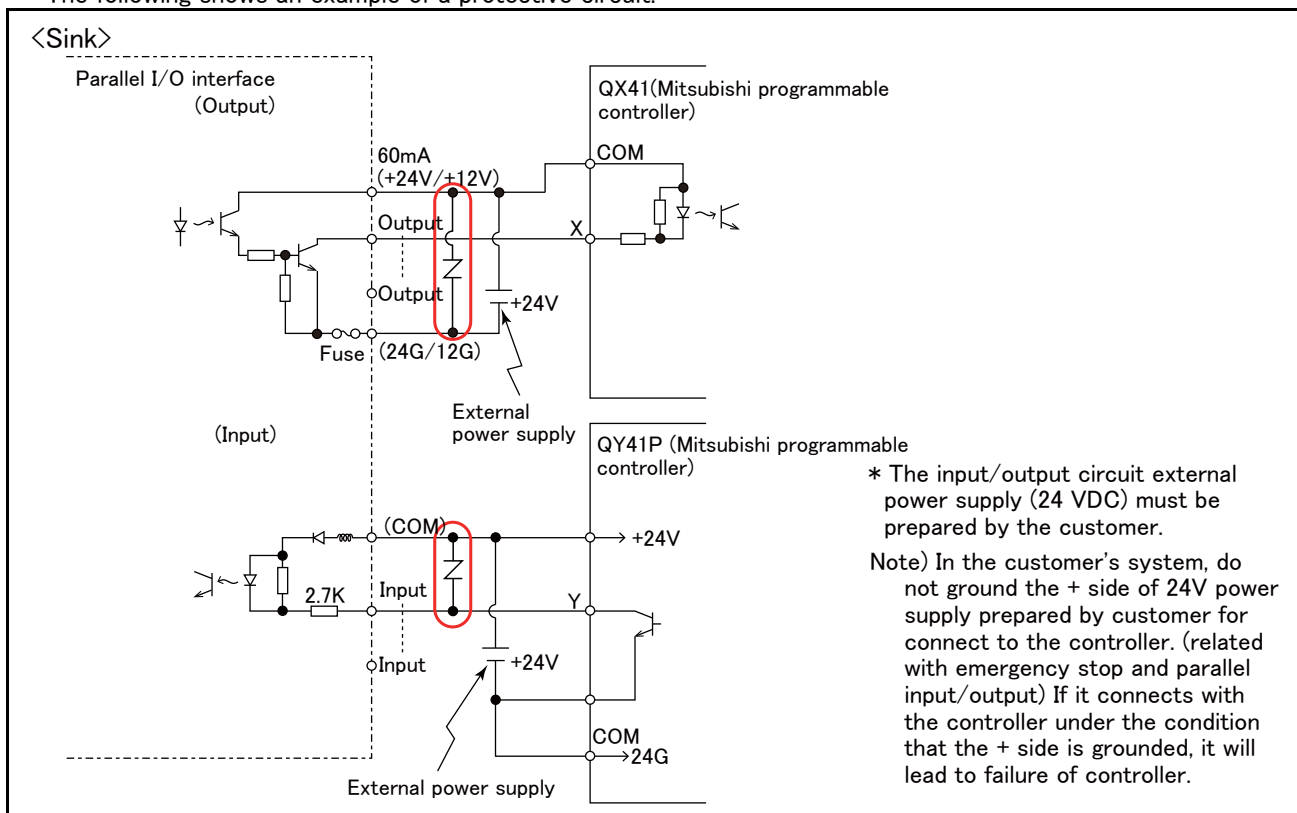 The following shows an example of a protective circuit.
<Sink>
Parallel I/O interface
(Output)
QX41(Mitsubishi programmable
controller)
60mA
(+24V/+12V)
COM
Output
X
Output
+24V
Fuse
(24G/12G)
External
power supply
(Input)
QY41P (Mitsubishi programmable
controller)
(COM)
+24V
Input
2.7K
Y
Input
+24V
COM
24G
External power supply
* The input/output circuit external
power supply (24 VDC) must be
prepared by the customer.
Note) In the customer's system, do
not ground the + side of 24V power
supply prepared by customer for
connect to the controller. (related
with emergency stop and parallel
input/output) If it connects with
the controller under the condition
that the + side is grounded, it will
lead to failure of controller.